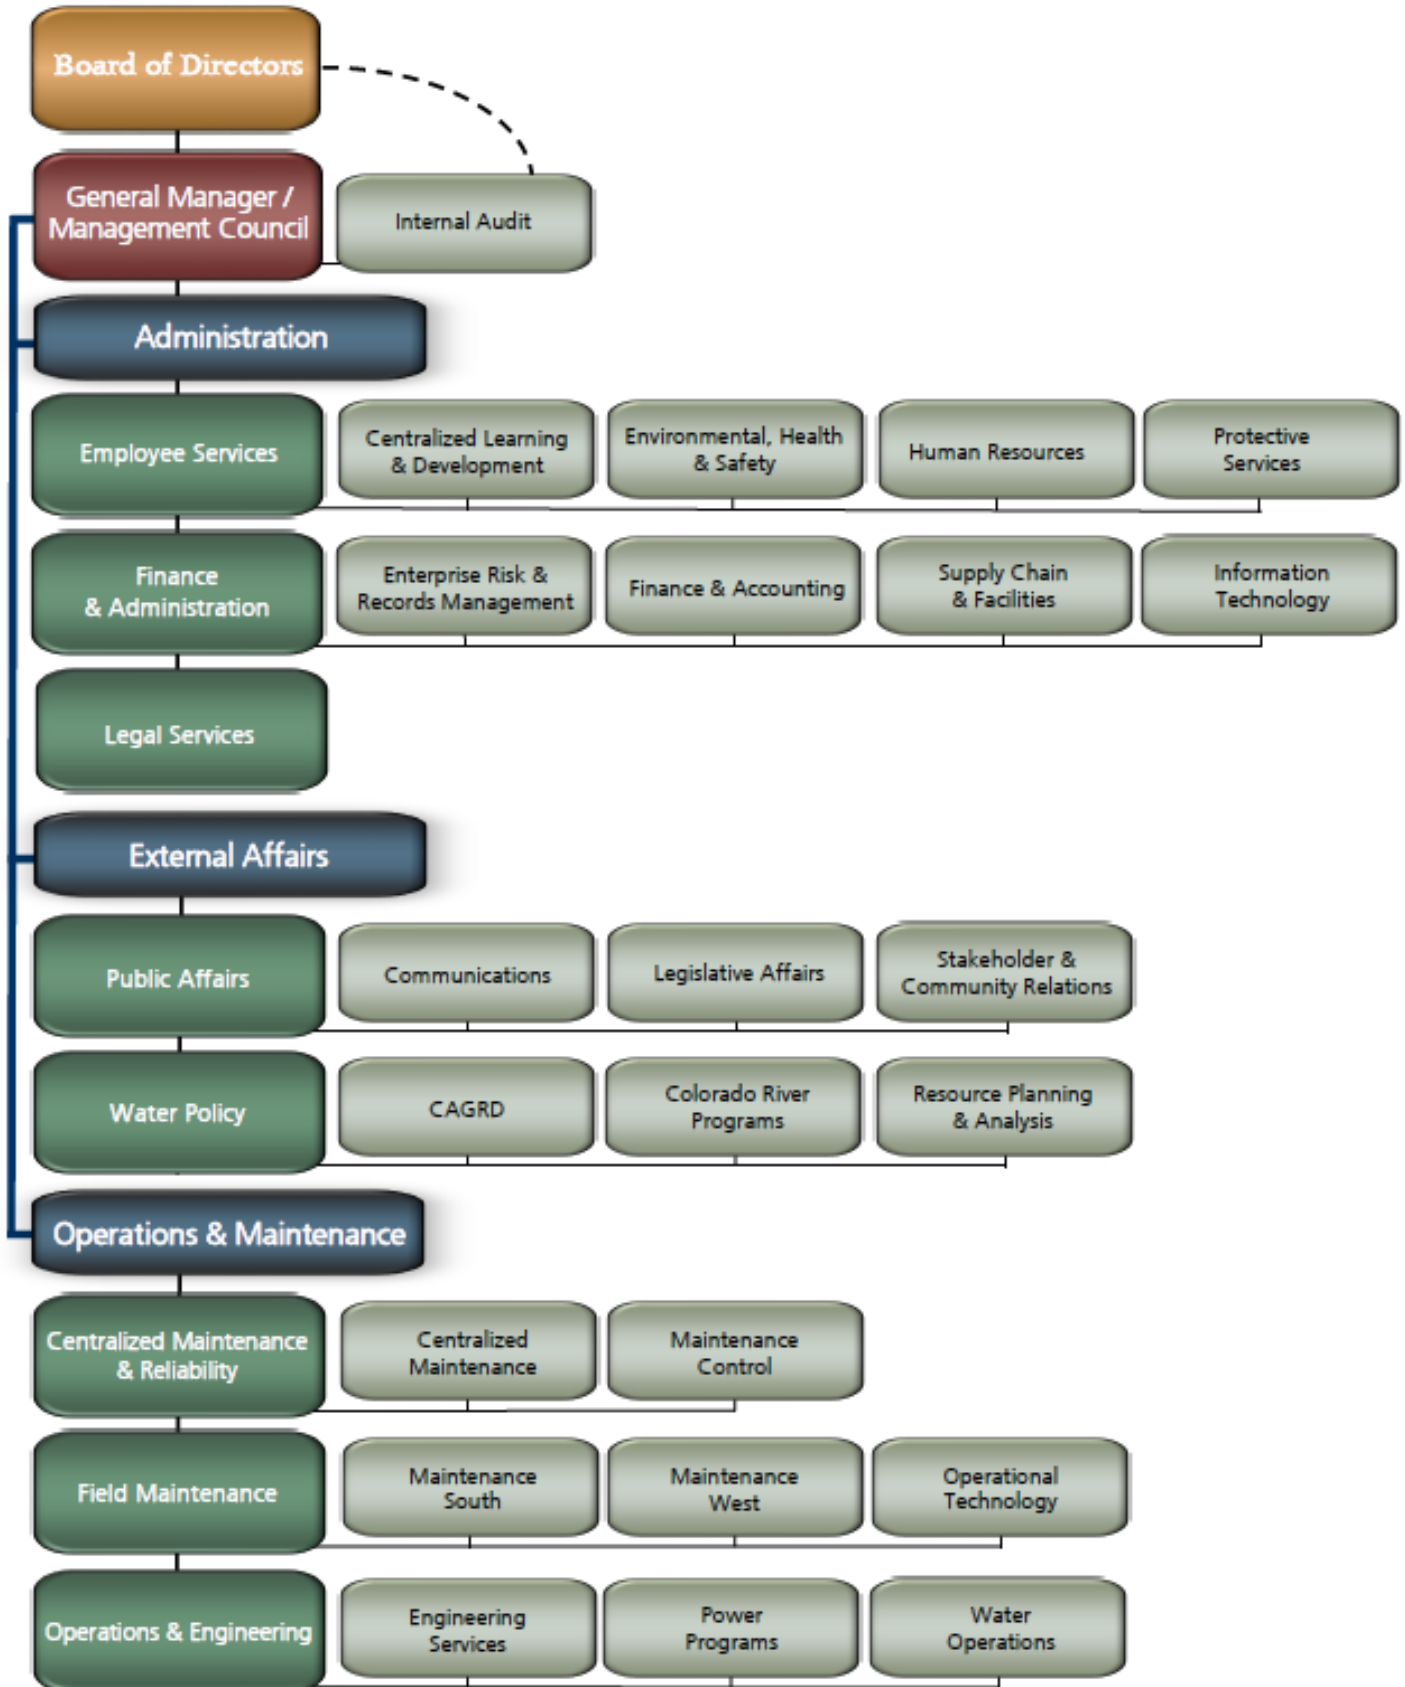 Board of Directors
General Manager /
Management Council
Internal Audit
Administration
Employee Services
Centralized Learning
& Development
Environmental, Health
& Safety
Human Resources
Protective
Services
Finance
& Administration
Enterprise Risk &
Records Management
Finance & Accounting
Supply Chain
& Facilities
Information
Technology
Legal Services
External Affairs
Public Affairs
Communications
Legislative Affairs
Stakeholder &
Community Relations
Water Policy
CAGRD
Colorado River
Programs
Resource Planning
& Analysis
Operations & Maintenance
Centralized Maintenance
& Reliability
Centralized
Maintenance
Maintenance
Control
Field Maintenance
Maintenance
South
Maintenance
West
Operational
Technology
Operations & Engineering
Engineering
Services
Power
Programs
Water
Operations